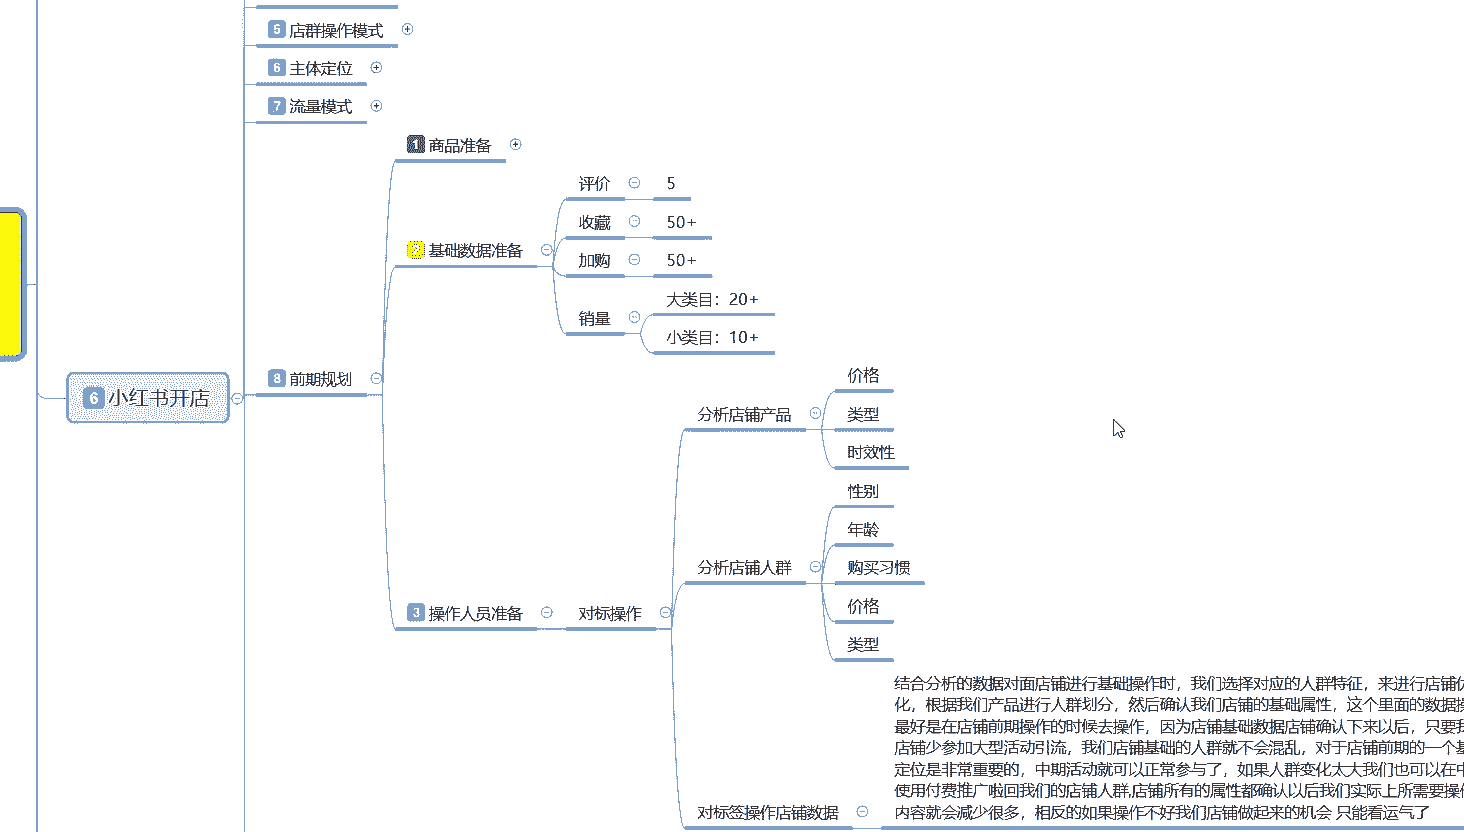 5 店群操作模式
6 主体定位
7 流量模式
1 商品准备
评价 5
收藏 50+
2 基础数据准备
加购 50+
销量
大类目：20+
小类目：10+
6 小红书开店
8 前期规划
价格
分析店铺产品
类型
时效性
性别
年龄
分析店铺人群
购买习惯
价格
类型
3 操作人员准备
对标操作
结合分析的数据对面店铺进行基础操作时，我们选择对应的人群特征，来进行店铺优
化，根据我们产品进行人群划分，然后确认我们店铺的基础属性，这个里面的数据操
最好是在店铺前期操作的时候去操作，因为店铺基础数据店铺确认下来以后，只要我
店铺少参加大型活动引流，我们店铺基础的人群就不会混乱，对于店铺前期的一个基
定位是非常重要的，中期活动就可以正常参与了，如果人群变化太大我们也可以在中
使用付费推广啦回我们的店铺人群,店铺所有的属性都确认以后我们实际上所需要操作
内容就会减少很多，相反的如果操作不好我们店铺做起来的机会 只能看运气了
对标签操作店铺数据